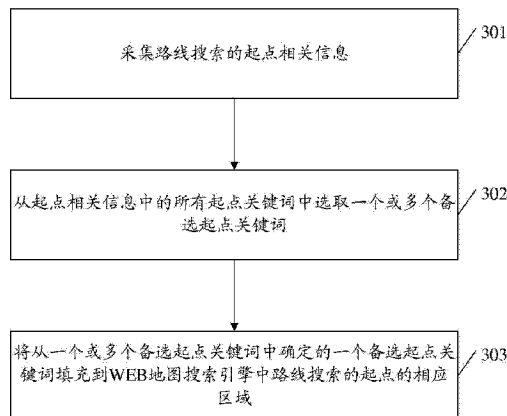 采集路线搜索的起点相关信息
301
从起点相关信息中的所有起点关键词中选取一个或多个备
选起点关键词
302
将从一个或多个备选起点关键词中确定的一个备选起点关
键词填充到WEB地图搜索引擎中路线搜索的起点的相应
区域
303